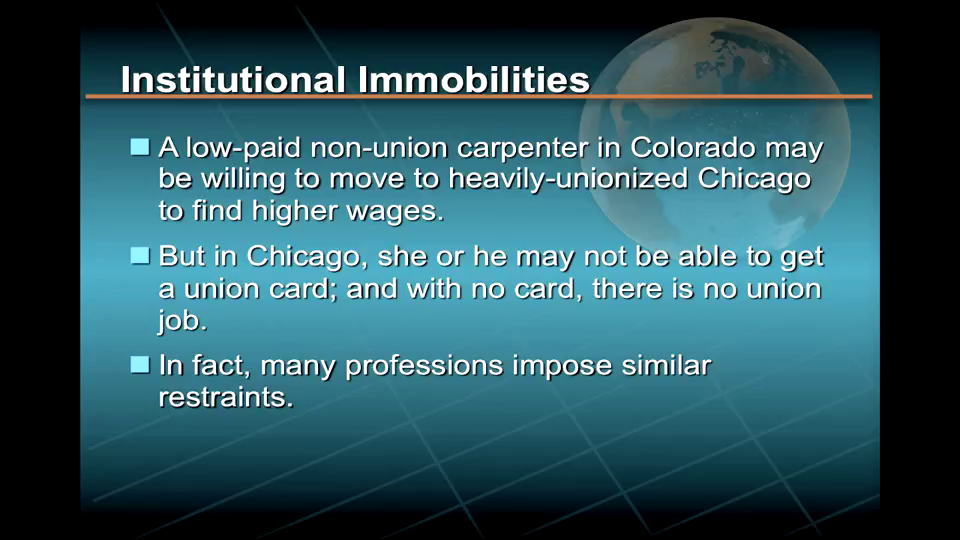 Institutional Immobilities
A low-paid non-union carpenter in Colorado may
be willing to move to heavily-unionized Chicago
to find higher wages.
But in Chicago, she or he may not be able to get
a union card; and with no card, there is no union
job.
In fact, many professions impose similar
restraints.